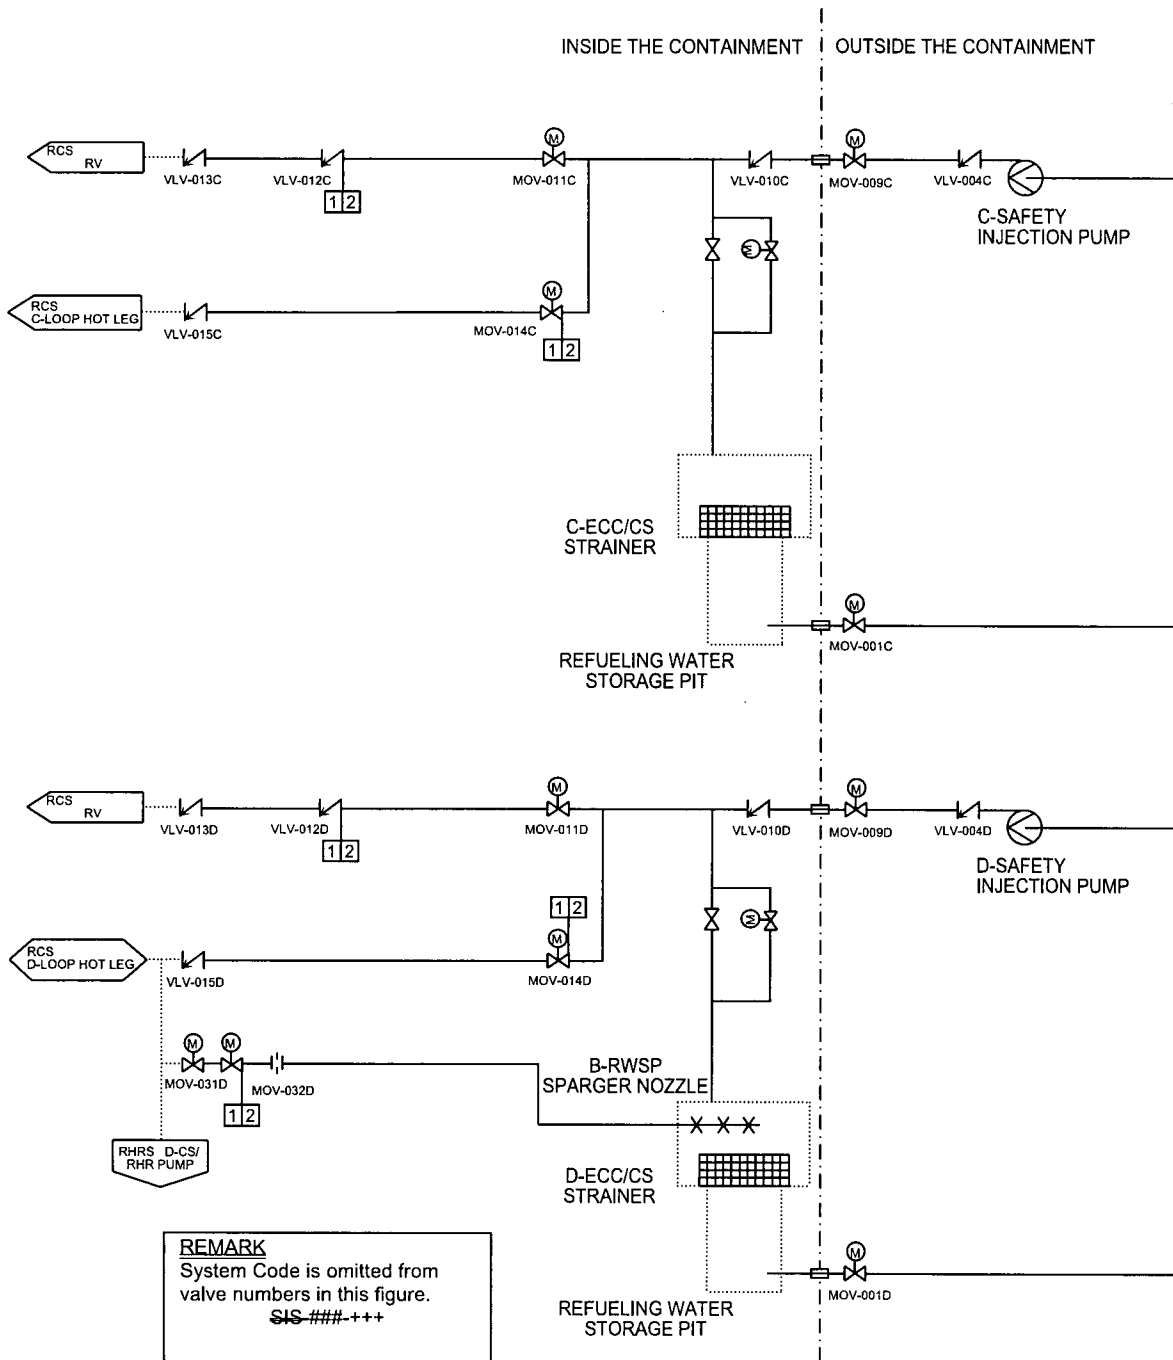 INSIDE THE CONTAINMENT OUTSIDE THE CONTAINMENT
M M
RCS
RV
VLV-013C VLV-012C MOV-011C VLV-010C MOV-009C VLV-004C
1 2
C-SAFETY
INJECTION PUMP
M
M
RCS
C-LOOP HOT LEG
VLV-015C MOV-014C
1 2
C-ECC/CS
STRAINER
M
MOV-001C
REFUELING WATER
STORAGE PIT
M M
RCS
RV
VLV-013D VLV-012D MOV-011D VLV-010D MOV-009D VLV-004D
1 2
D-SAFETY
INJECTION PUMP
1 2
M
M
RCS
D-LOOP HOT LEG
VLV-015D MOV-014D
M M
MOV-031D MOV-032D
1 2
B-RWSP
SPARGER NOZZLE
RHRS D-CS/
RHR PUMP
D-ECC/CS
STRAINER
M
MOV-001D
REFUELING WATER
STORAGE PIT
REMARK
System Code is omitted from
valve numbers in this figure.
SIS-###-+++